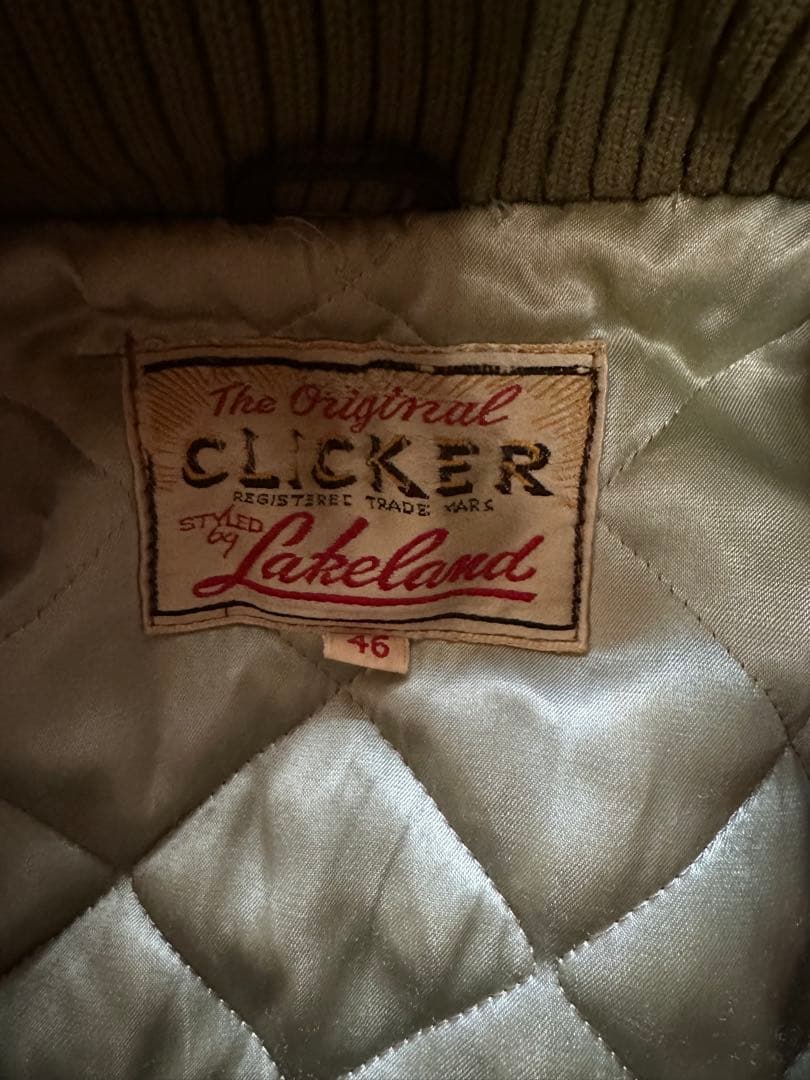 The Original
CLICKER
REGISTERED TRADE MARK
STYLED
by
Lakeland
46